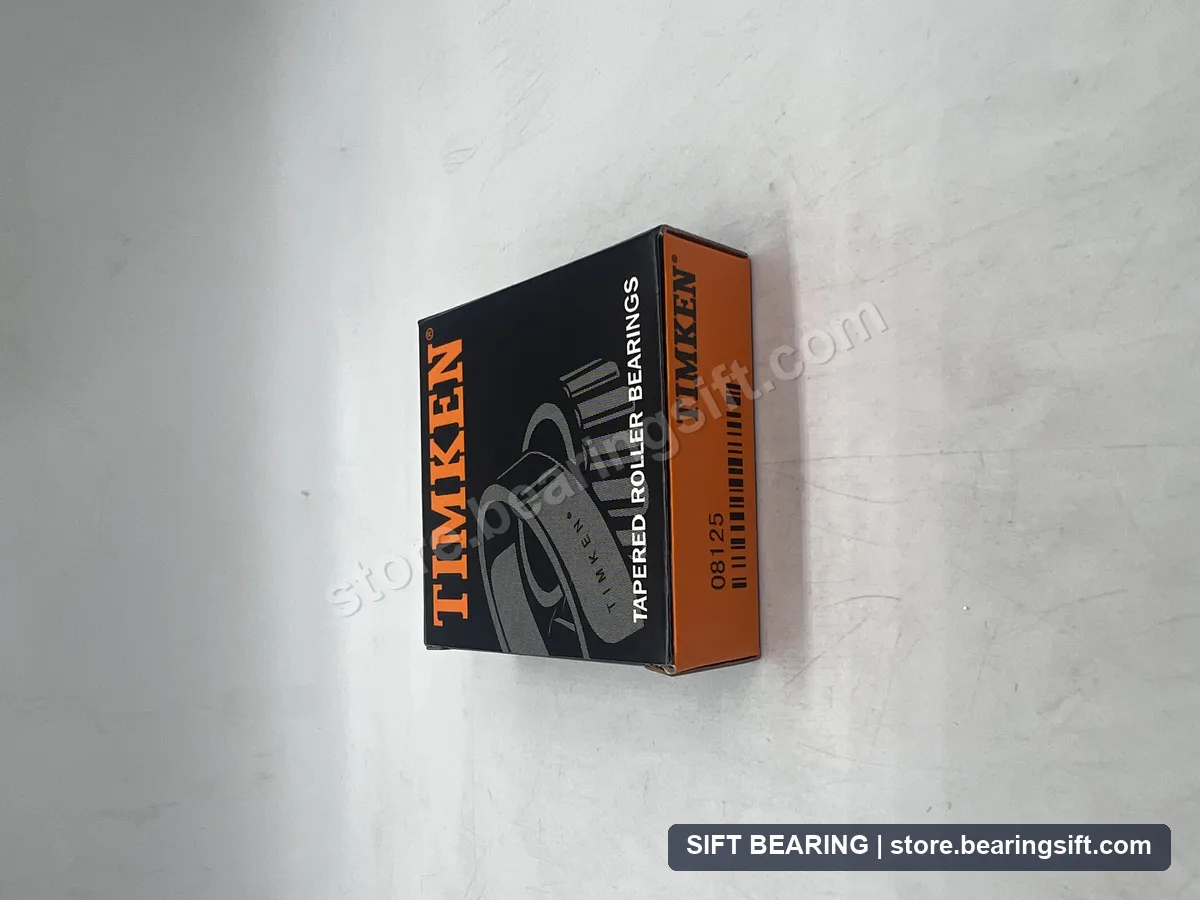 TIMKEN®
TIMKEN®
TAPERED ROLLER BEARINGS
TIMKEN®
08125
store.bearingsift.com
SIFT BEARING | store.bearingsift.com